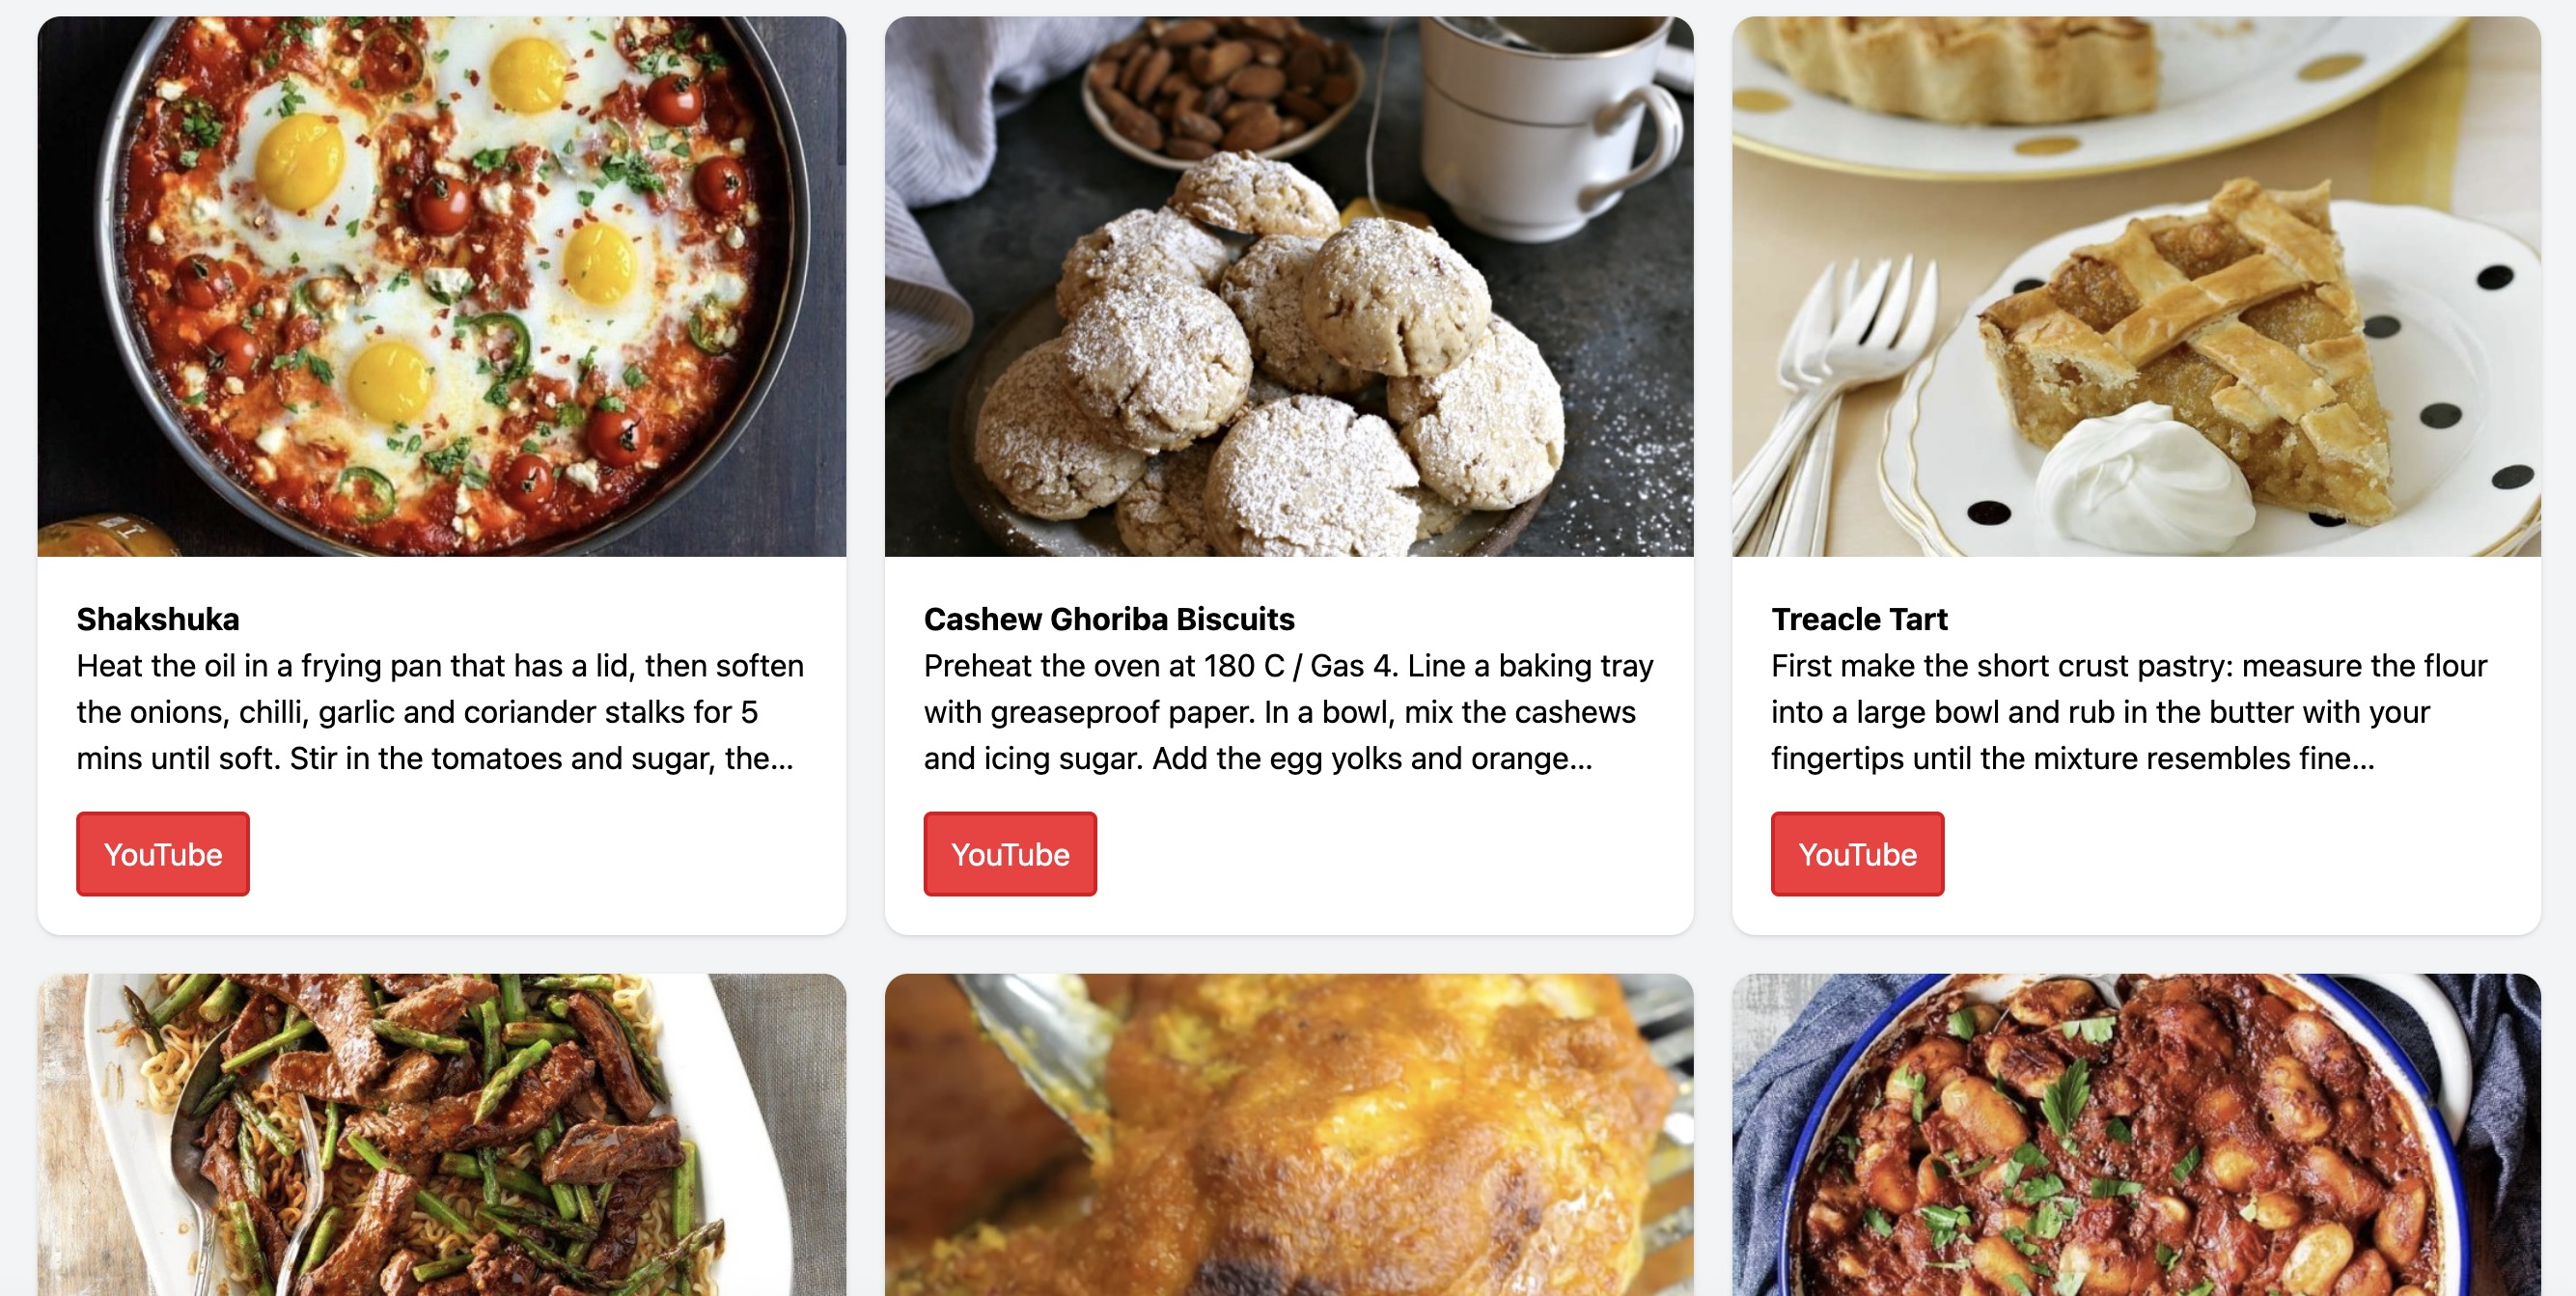 Shakshuka
Heat the oil in a frying pan that has a lid, then soften
the onions, chilli, garlic and coriander stalks for 5
mins until soft. Stir in the tomatoes and sugar, the...
YouTube
Cashew Ghoriba Biscuits
Preheat the oven at 180 C / Gas 4. Line a baking tray
with greaseproof paper. In a bowl, mix the cashews
and icing sugar. Add the egg yolks and orange...
YouTube
Treacle Tart
First make the short crust pastry: measure the flour
into a large bowl and rub in the butter with your
fingertips until the mixture resembles fine...
YouTube